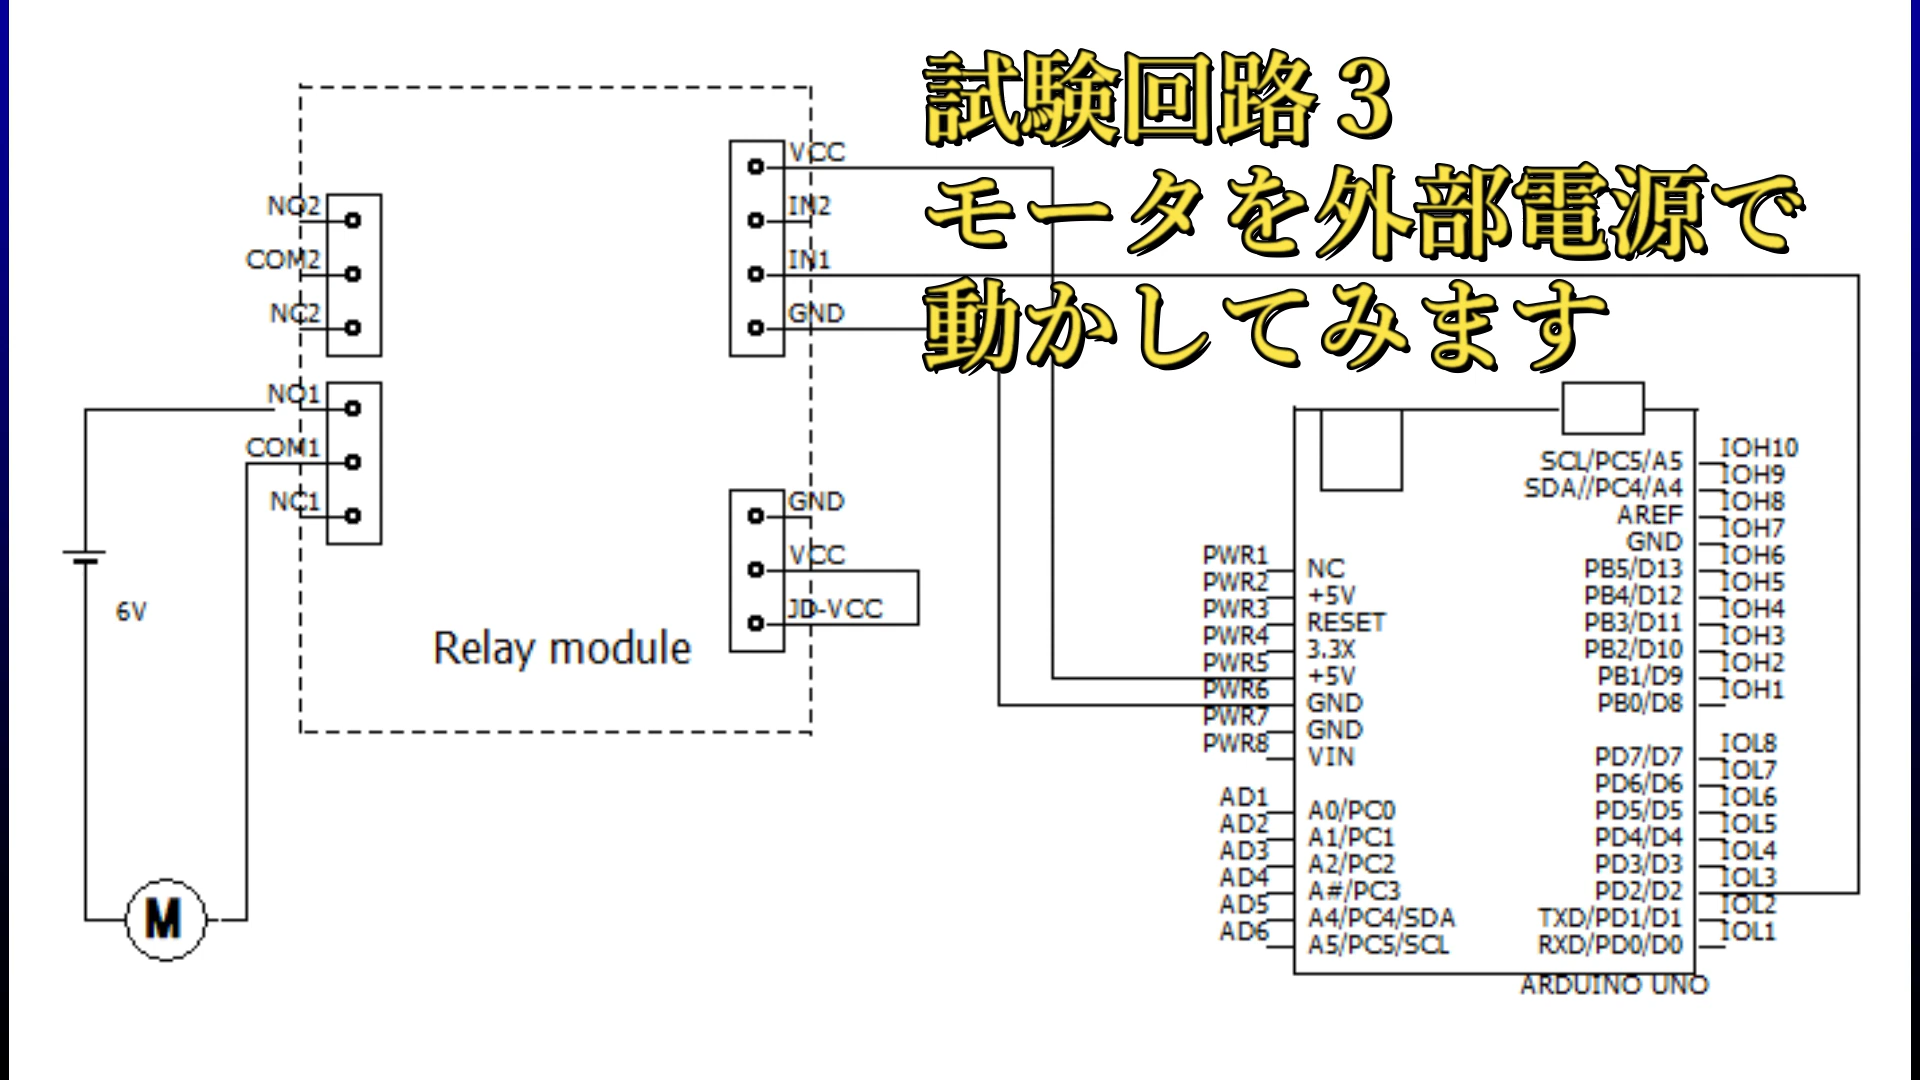 試験回路３
モータを外部電源で
動かしてみます
NO2
COM2
NC2
NO1
COM1
NC1
VCC
IN2
IN1
GND
GND
VCC
JD-VCC
Relay module
6V
M
PWR1
PWR2
PWR3
PWR4
PWR5
PWR6
PWR7
PWR8
AD1
AD2
AD3
AD4
AD5
AD6
NC
+5V
RESET
3.3X
+5V
GND
GND
VIN
A0/PC0
A1/PC1
A2/PC2
A#/PC3
A4/PC4/SDA
A5/PC5/SCL
SCL/PC5/A5
SDA//PC4/A4
AREF
GND
PB5/D13
PB4/D12
PB3/D11
PB2/D10
PB1/D9
PB0/D8
PD7/D7
PD6/D6
PD5/D5
PD4/D4
PD3/D3
PD2/D2
TXD/PD1/D1
RXD/PD0/D0
IOH10
IOH9
IOH8
IOH7
IOH6
IOH5
IOH4
IOH3
IOH2
IOH1
IOL8
IOL7
IOL6
IOL5
IOL4
IOL3
IOL2
IOL1
ARDUINO UNO